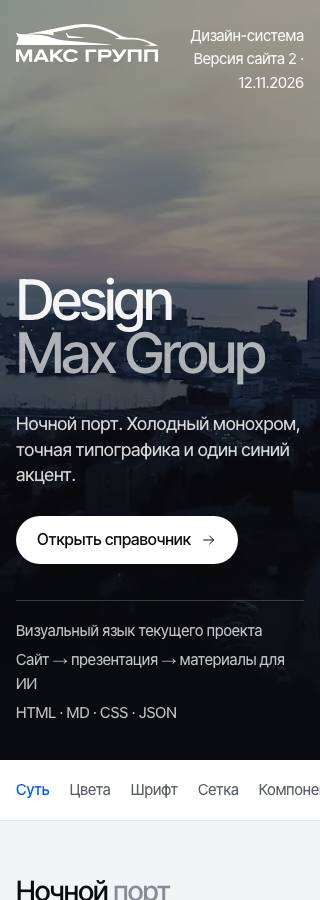 МАКС ГРУПП
Дизайн-система
Версия сайта 2 ·
12.11.2026
Design
Max Group
Ночной порт. Холодный монохром,
точная типографика и один синий
акцент.
Открыть справочник →
Визуальный язык текущего проекта
Сайт → презентация → материалы для
ИИ
HTML · MD · CSS · JSON
Суть Цвета Шрифт Сетка Компоне
Ночной порт